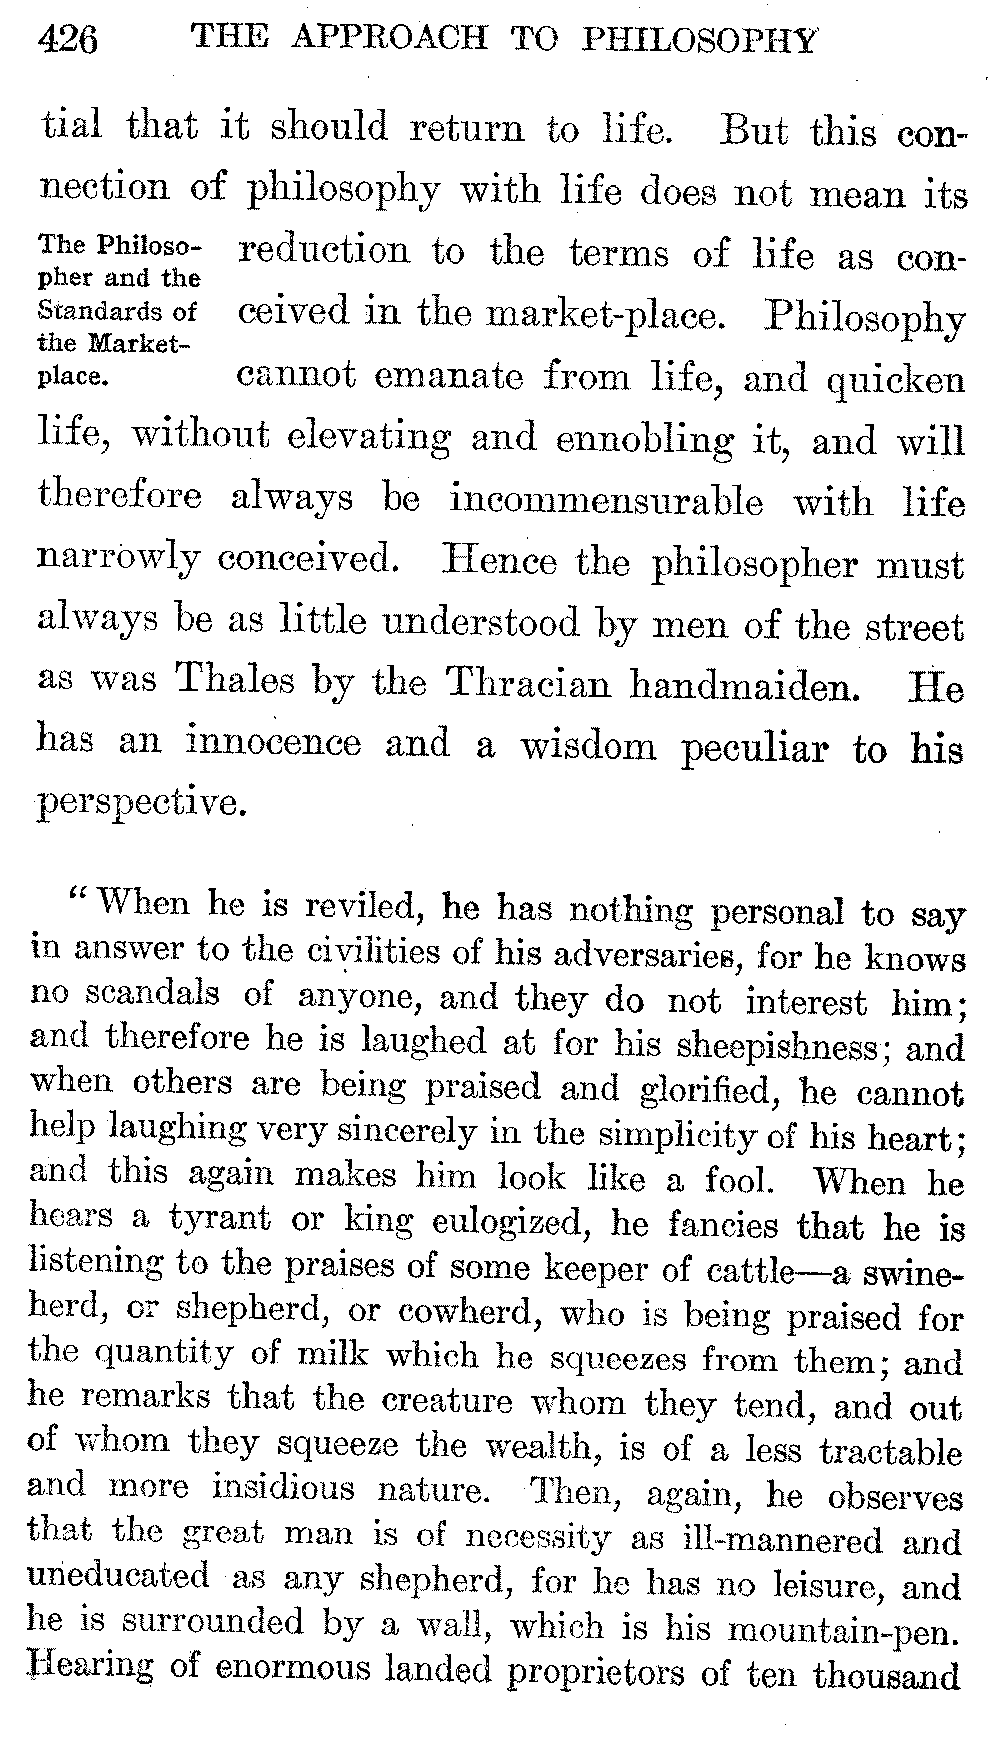 426 THE APPROACH TO PHILOSOPHY
tial that it should return to life. But this con-
nection of philosophy with life does not mean its
The Philoso-
pher and the
Standards of
the Market-
place.
reduction to the terms of life as con-
ceived in the market-place. Philosophy
cannot emanate from life, and quicken
life, without elevating and ennobling it, and will
therefore always be incommensurable with life
narrowly conceived. Hence the philosopher must
always be as little understood by men of the street
as was Thales by the Thracian handmaiden. He
has an innocence and a wisdom peculiar to his
perspective.
“When he is reviled, he has nothing personal to say
in answer to the civilities of his adversaries, for he knows
no scandals of anyone, and they do not interest him;
and therefore he is laughed at for his sheepishness; and
when others are being praised and glorified, he cannot
help laughing very sincerely in the simplicity of his heart;
and this again makes him look like a fool. When he
hears a tyrant or king eulogized, he fancies that he is
listening to the praises of some keeper of cattle—a swine-
herd, or shepherd, or cowherd, who is being praised for
the quantity of milk which he squeezes from them; and
he remarks that the creature whom they tend, and out
of whom they squeeze the wealth, is of a less tractable
and more insidious nature. Then, again, he observes
that the great man is of necessity as ill-mannered and
uneducated as any shepherd, for he has no leisure, and
he is surrounded by a wall, which is his mountain-pen.
Hearing of enormous landed proprietors of ten thousand